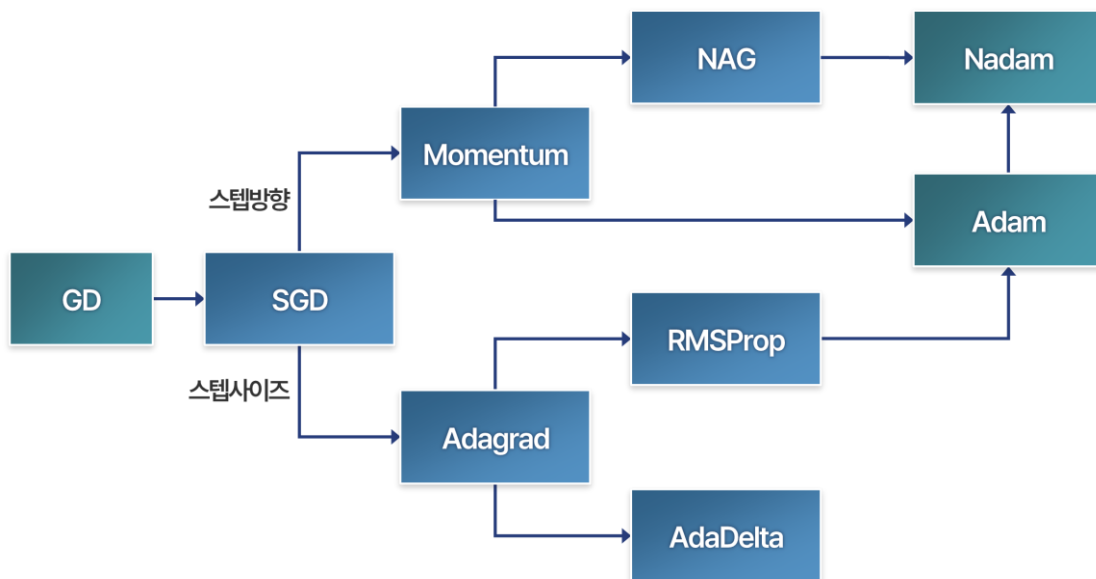 NAG
Nadam
Momentum
스텝방향
Adam
GD
SGD
RMSProp
스텝사이즈
Adagrad
AdaDelta